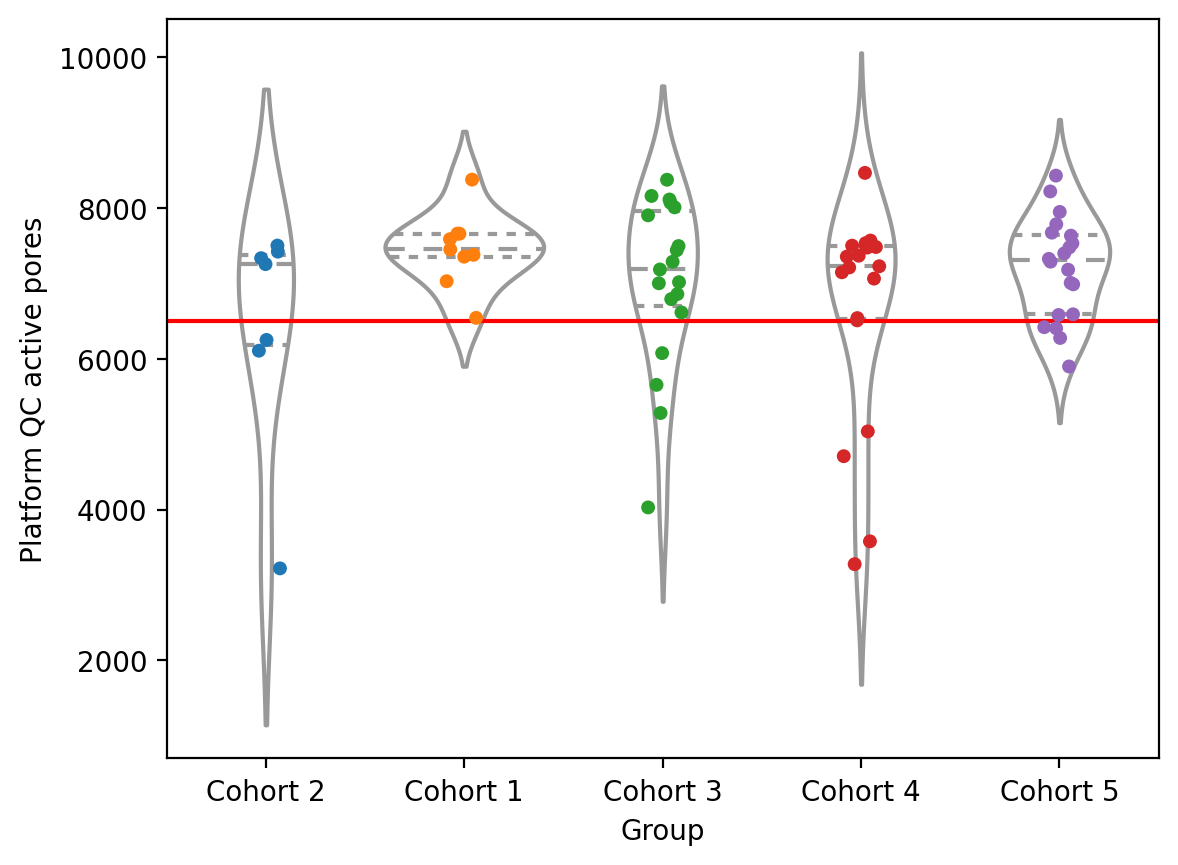 10000
8000
6000
4000
2000
Platform QC active pores
Cohort 2
Cohort 1
Cohort 3
Cohort 4
Cohort 5
Group